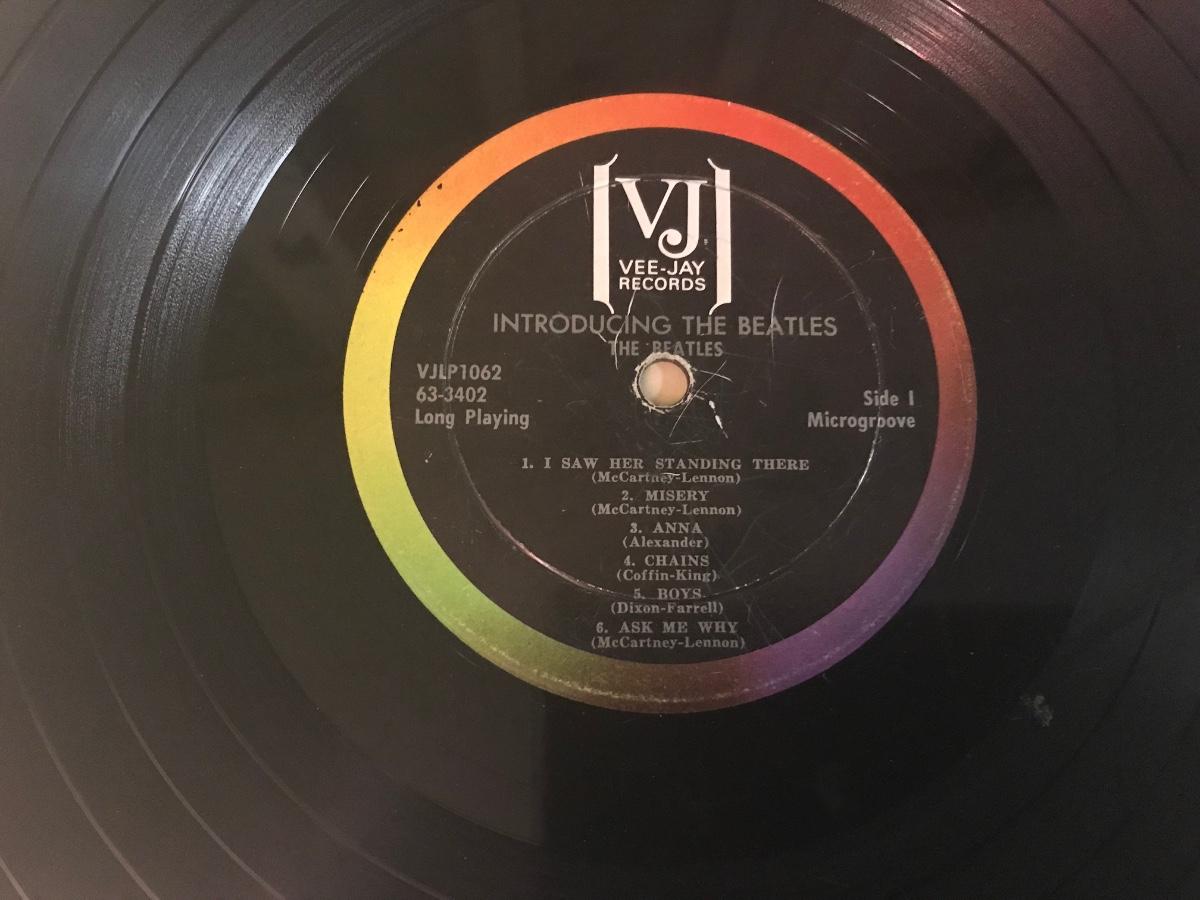 VJ
VEE-JAY
RECORDS
INTRODUCING THE BEATLES
THE BEATLES
VJLP1062
63-3402
Long Playing
Side 1
Microgroove
1. I SAW HER STANDING THERE
(McCartney-Lennon)
2. MISERY
(McCartney-Lennon)
3. ANNA
(Alexander)
4. CHAINS
(Coffin-King)
5. BOYS
(Dixon-Farrell)
6. ASK ME WHY
(McCartney-Lennon)